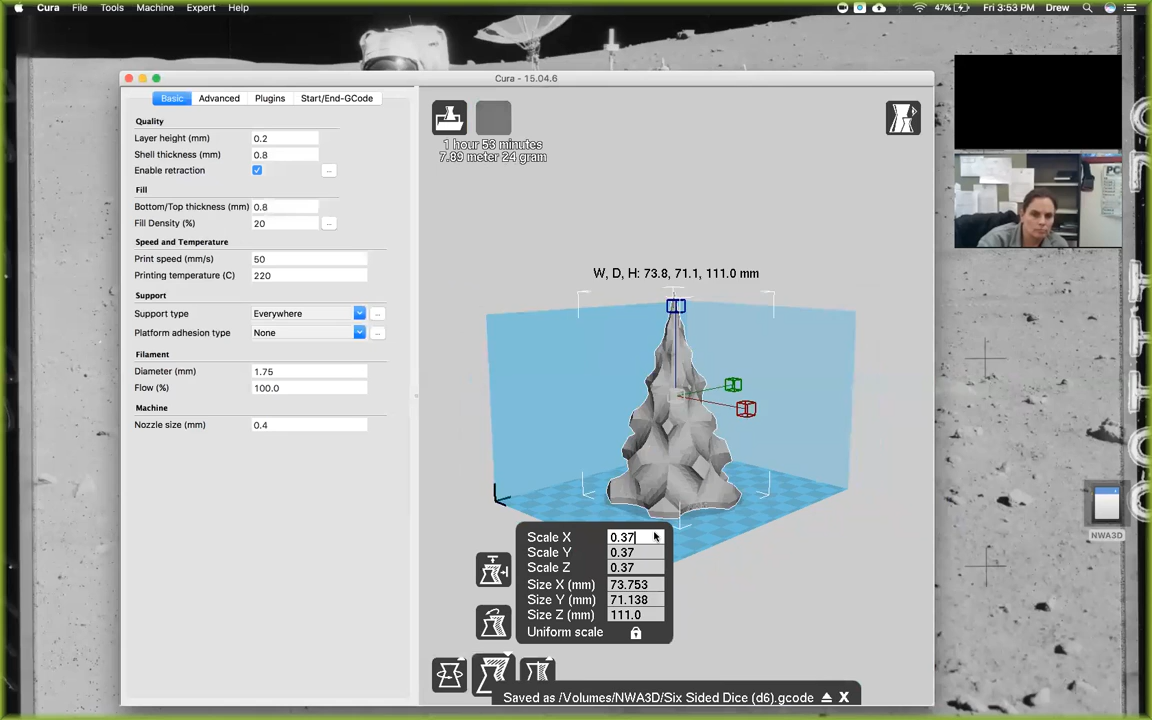 Cura File Tools Machine Expert Help
47% Fri 3:53 PM Drew
Cura - 15.04.6
Basic Advanced Plugins Start/End-GCode
Quality
Layer height (mm) 0.2
Shell thickness (mm) 0.8
Enable retraction ...
Fill
Bottom/Top thickness (mm) 0.8
Fill Density (%) 20 ...
Speed and Temperature
Print speed (mm/s) 50
Printing temperature (C) 220
Support
Support type Everywhere ...
Platform adhesion type None ...
Filament
Diameter (mm) 1.75
Flow (%) 100.0
Machine
Nozzle size (mm) 0.4
1 hour 53 minutes
7.89 meter 24 gram
W, D, H: 73.8, 71.1, 111.0 mm
Scale X 0.37
Scale Y 0.37
Scale Z 0.37
Size X (mm) 73.753
Size Y (mm) 71.138
Size Z (mm) 111.0
Uniform scale
Saved as /Volumes/NWA3D/Six Sided Dice (d6).gcode X
PC
NWA3D